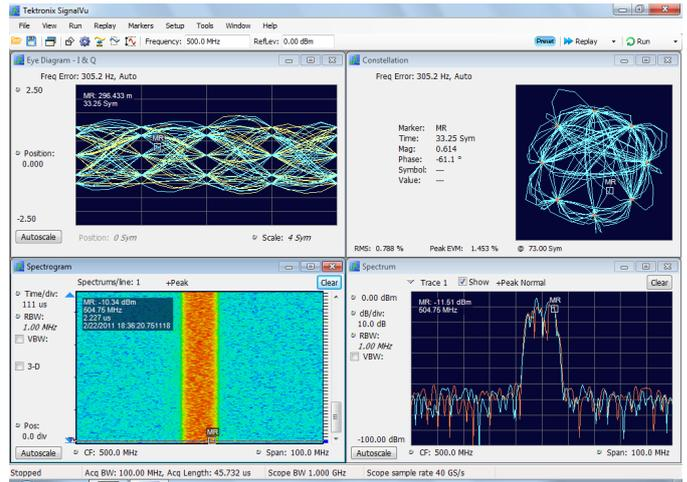 Tektronix SignalVu
File View Run Replay Markers Setup Tools Window Help
Frequency: 500.0 MHz RefLev: 0.00 dBm Preset Replay Run
Eye Diagram - I & Q
Freq Error: 305.2 Hz, Auto
2.50
MR: 296.433 m
33.25 Sym
MR
Position:
0.000
-2.50
Autoscale Position: 0 Sym Scale: 4 Sym
Constellation
Freq Error: 305.2 Hz, Auto
Marker: MR
Time: 33.25 Sym
Mag: 0.614
Phase: -61.1 °
Symbol: ---
Value: ---
MR
RMS: 0.788 % Peak EVM: 1.453 % @ 73.00 Sym
Spectrogram
Spectrums/line: 1 +Peak Clear
Time/div:
111 us
RBW:
1.00 MHz
VBW:
3-D
Pos:
0.0 div
MR: -10.34 dBm
504.75 MHz
2.227 us
2/22/2011 18:36:20.751118
MR
Autoscale CF: 500.0 MHz Span: 100.0 MHz
Spectrum
Trace 1 Show +Peak Normal Clear
0.00 dBm
dB/div:
10.0 dB
RBW:
1.00 MHz
VBW:
MR: -11.51 dBm
504.75 MHz
MR
-100.00 dBm
Autoscale CF: 500.0 MHz Span: 100.0 MHz
Stopped Acq BW: 100.00 MHz, Acq Length: 45.732 us Scope BW 1.000 GHz Scope sample rate 40 GS/s